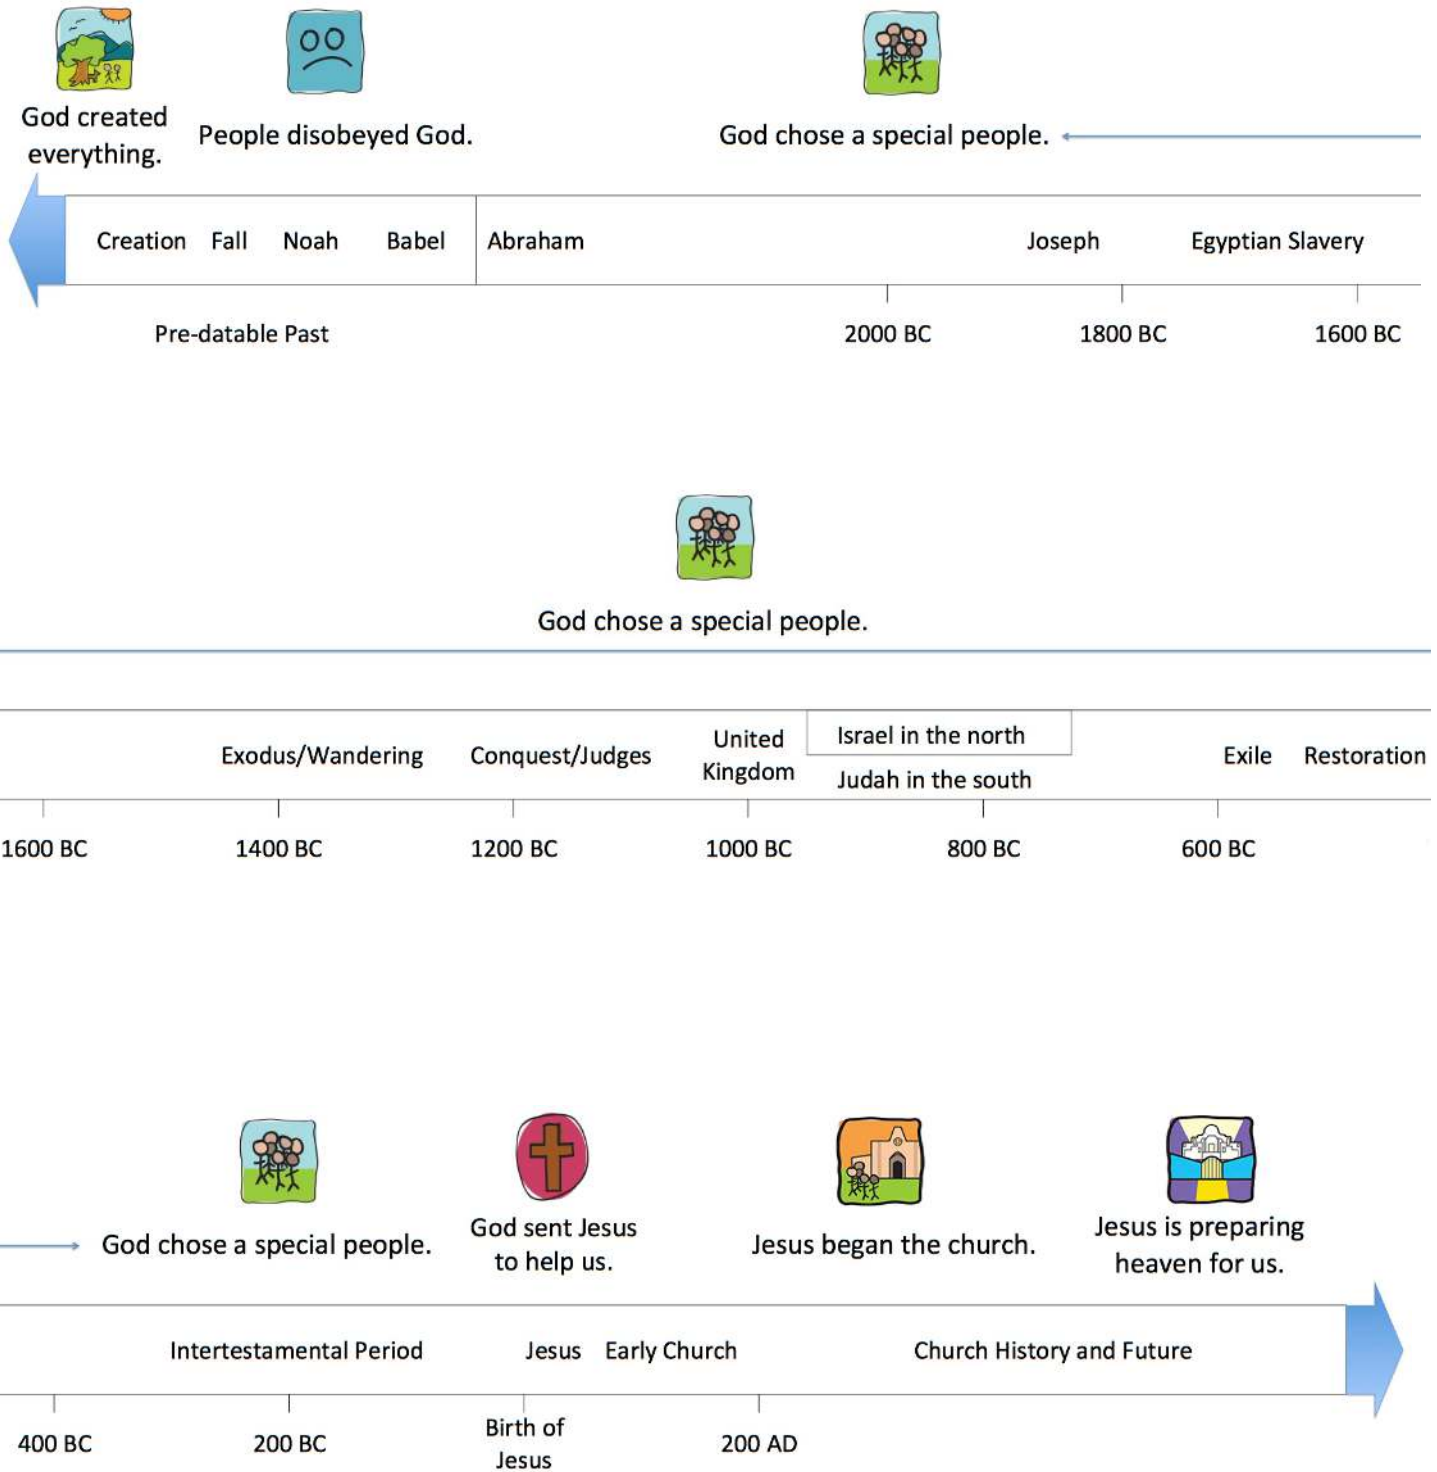 God created
everything.
People disobeyed God.
God chose a special people.
Creation Fall Noah Babel Abraham Joseph Egyptian Slavery
Pre-datable Past 2000 BC 1800 BC 1600 BC
God chose a special people.
Exodus/Wandering Conquest/Judges
United
Kingdom
Israel in the north
Judah in the south
Exile Restoration
1600 BC 1400 BC 1200 BC 1000 BC 800 BC 600 BC
God chose a special people.
God sent Jesus
to help us.
Jesus began the church.
Jesus is preparing
heaven for us.
Intertestamental Period Jesus Early Church Church History and Future
400 BC 200 BC
Birth of
Jesus
200 AD